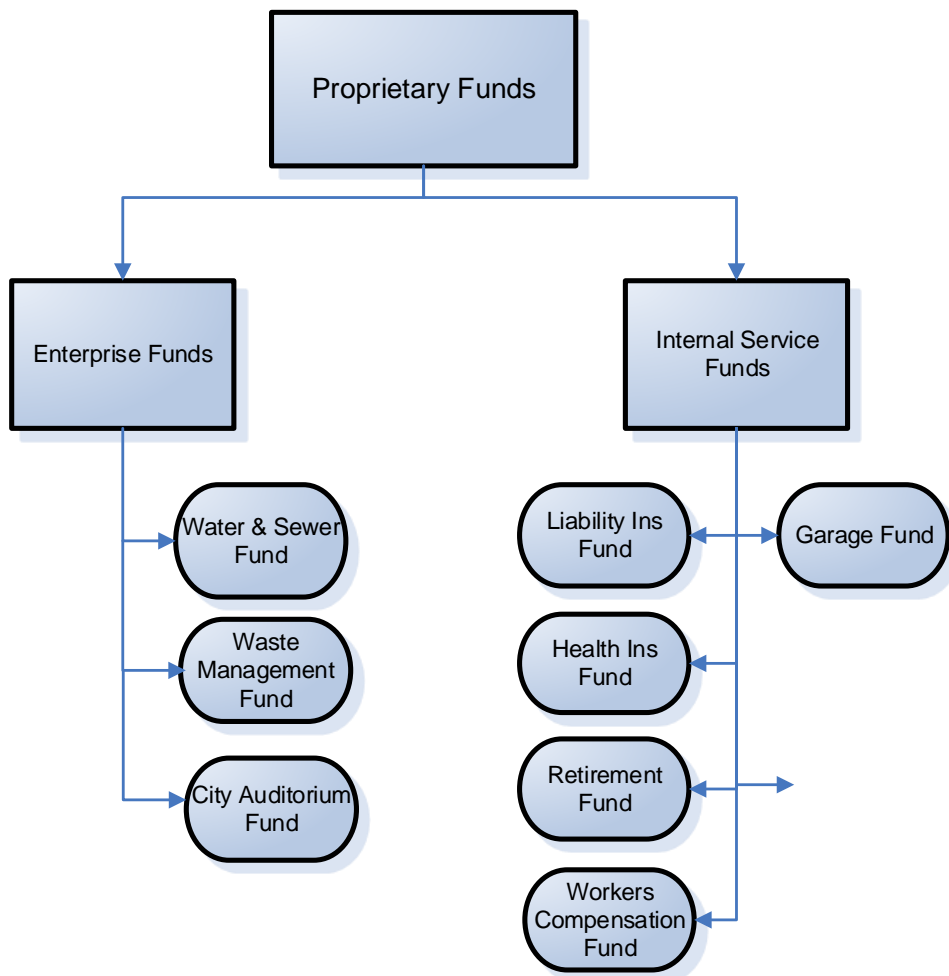 Proprietary Funds
Enterprise Funds
Internal Service
Funds
Water & Sewer
Fund
Waste
Management
Fund
City Auditorium
Fund
Liability Ins
Fund
Garage Fund
Health Ins
Fund
Retirement
Fund
Workers
Compensation
Fund